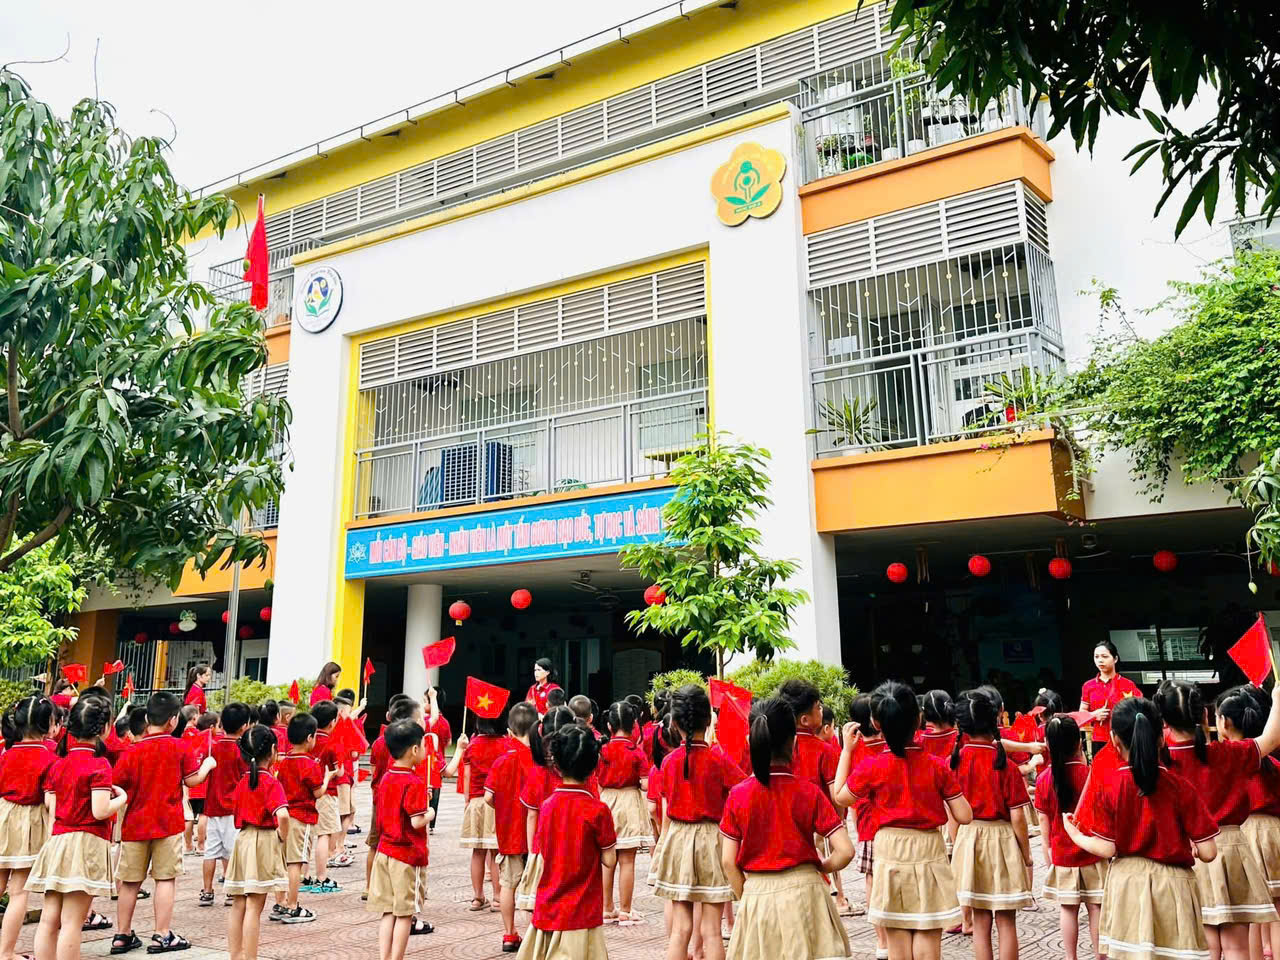 MỖI CÁN BỘ - GIÁO VIÊN - NHÂN VIÊN LÀ MỘT TẤM GƯƠNG ĐẠO ĐỨC, TỰ HỌC VÀ SÁNG